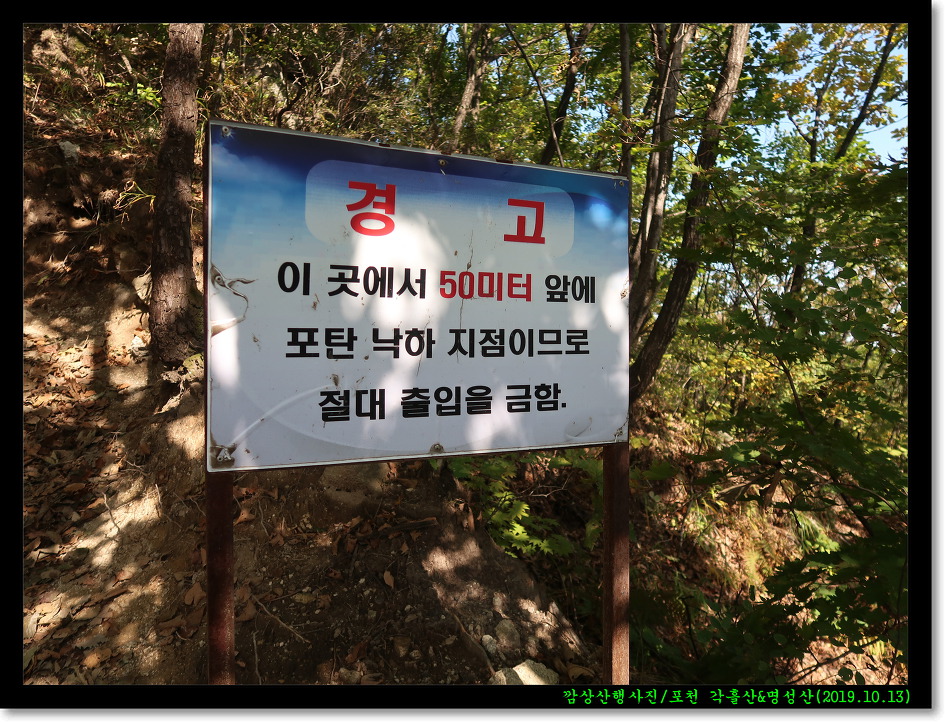 경 고
이 곳에서 50미터 앞에
포탄 낙하 지점이므로
절대 출입을 금함.
깜상산행사진/포천 각흘산&명성산(2019.10.13)